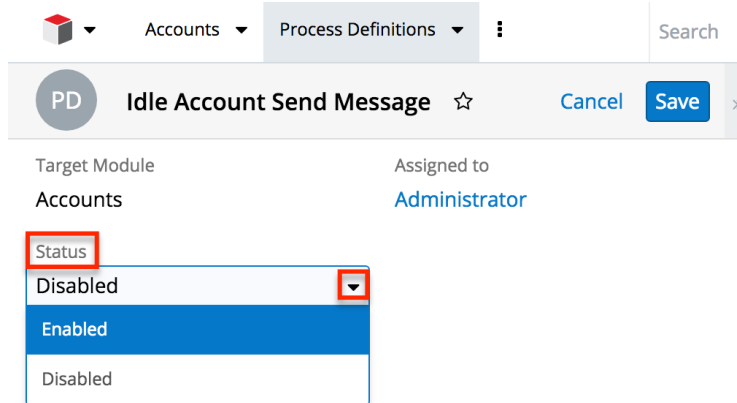 Accounts Process Definitions Search
PD Idle Account Send Message Cancel Save
Target Module Assigned to
Accounts Administrator
Status
Disabled
Enabled
Disabled